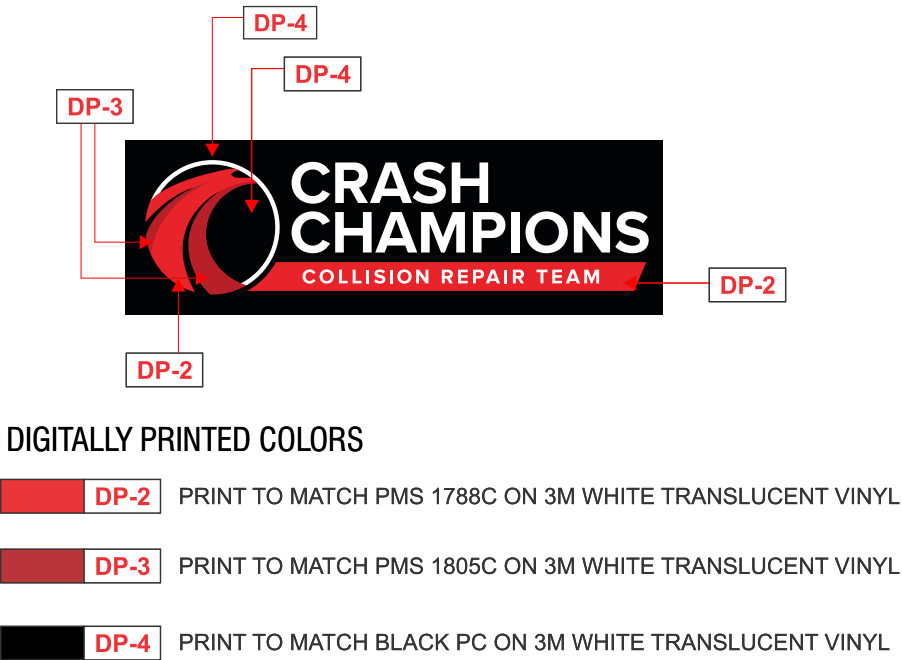 DP-4
DP-4
DP-3
CRASH
CHAMPIONS
COLLISION REPAIR TEAM
DP-2
DP-2
DIGITALLY PRINTED COLORS
DP-2 PRINT TO MATCH PMS 1788C ON 3M WHITE TRANSLUCENT VINYL
DP-3 PRINT TO MATCH PMS 1805C ON 3M WHITE TRANSLUCENT VINYL
DP-4 PRINT TO MATCH BLACK PC ON 3M WHITE TRANSLUCENT VINYL